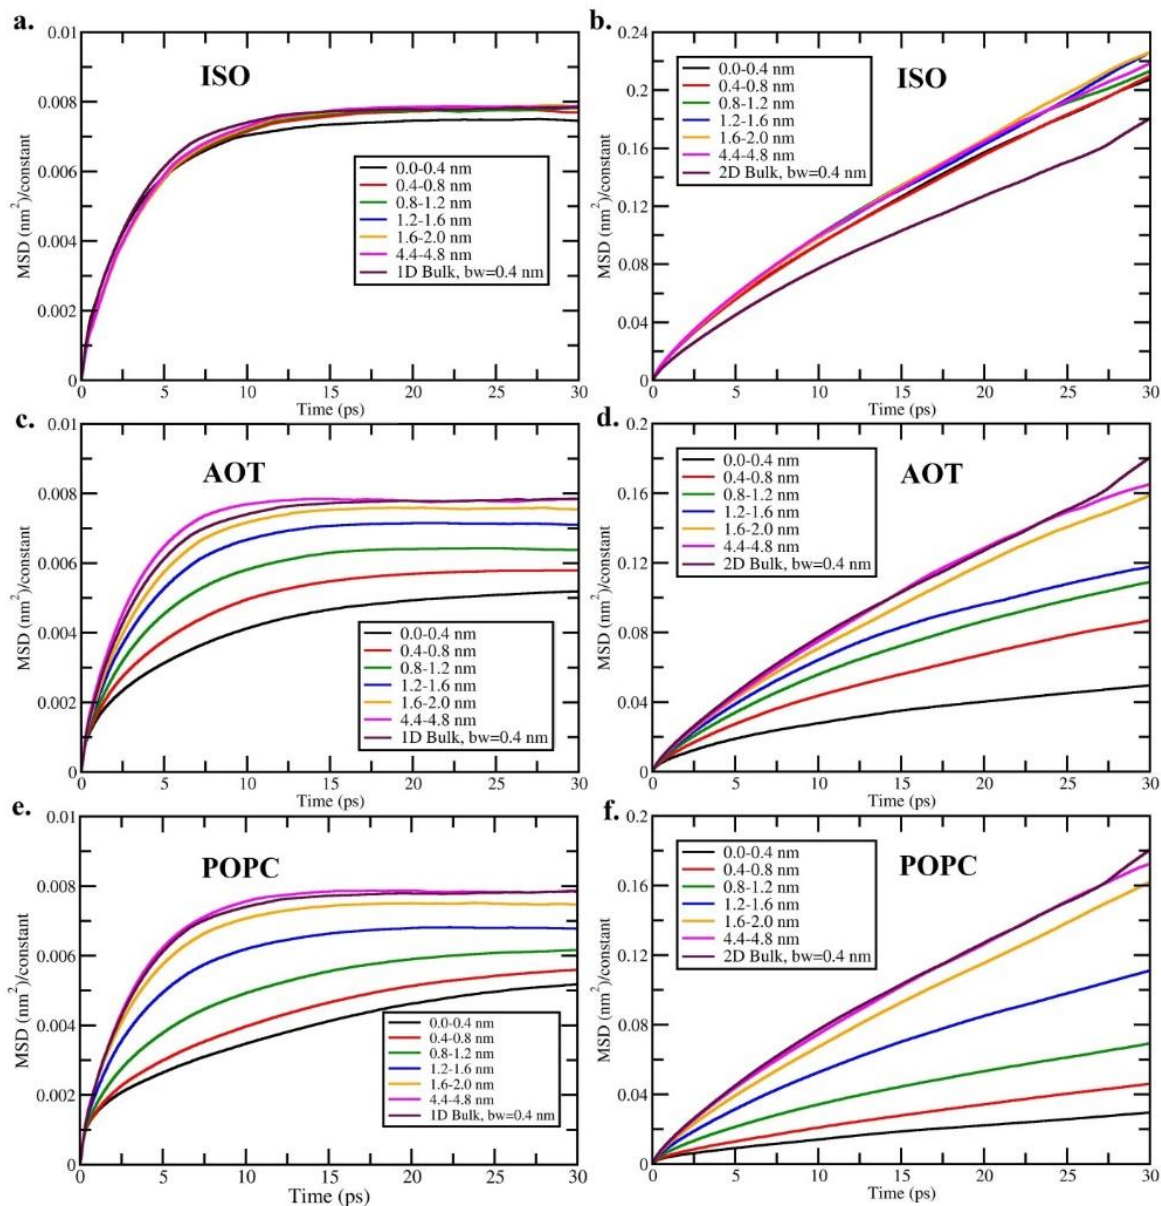 a.
ISO
MSD (nm²)/constant
0.01
0.008
0.006
0.004
0.002
0
0.0-0.4 nm
0.4-0.8 nm
0.8-1.2 nm
1.2-1.6 nm
1.6-2.0 nm
4.4-4.8 nm
1D Bulk, bw=0.4 nm
0 5 10 15 20 25 30
Time (ps)
b.
ISO
MSD (nm²)/constant
0.24
0.2
0.16
0.12
0.08
0.04
0
0.0-0.4 nm
0.4-0.8 nm
0.8-1.2 nm
1.2-1.6 nm
1.6-2.0 nm
4.4-4.8 nm
2D Bulk, bw=0.4 nm
0 5 10 15 20 25 30
Time (ps)
c.
AOT
MSD (nm²)/constant
0.01
0.008
0.006
0.004
0.002
0
0.0-0.4 nm
0.4-0.8 nm
0.8-1.2 nm
1.2-1.6 nm
1.6-2.0 nm
4.4-4.8 nm
1D Bulk, bw=0.4 nm
0 5 10 15 20 25 30
Time (ps)
d.
AOT
MSD (nm²)/constant
0.2
0.16
0.12
0.08
0.04
0
0.0-0.4 nm
0.4-0.8 nm
0.8-1.2 nm
1.2-1.6 nm
1.6-2.0 nm
4.4-4.8 nm
2D Bulk, bw=0.4 nm
0 5 10 15 20 25 30
Time (ps)
e.
POPC
MSD (nm²)/constant
0.01
0.008
0.006
0.004
0.002
0
0.0-0.4 nm
0.4-0.8 nm
0.8-1.2 nm
1.2-1.6 nm
1.6-2.0 nm
4.4-4.8 nm
1D Bulk, bw=0.4 nm
0 5 10 15 20 25 30
Time (ps)
f.
POPC
MSD (nm²)/constant
0.2
0.16
0.12
0.08
0.04
0
0.0-0.4 nm
0.4-0.8 nm
0.8-1.2 nm
1.2-1.6 nm
1.6-2.0 nm
4.4-4.8 nm
2D Bulk, bw=0.4 nm
0 5 10 15 20 25 30
Time (ps)